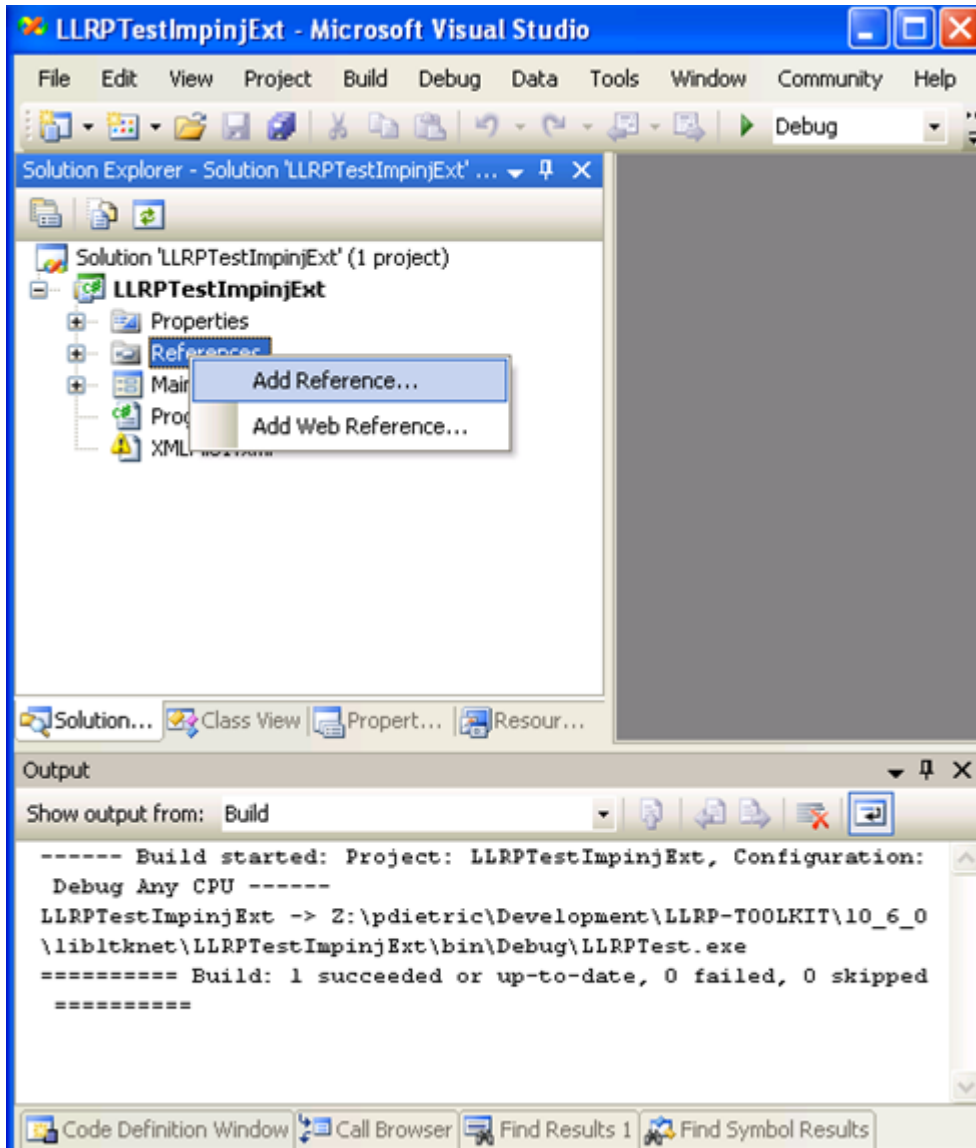 LLRPTestImpinjExt - Microsoft Visual Studio
File Edit View Project Build Debug Data Tools Window Community Help
Debug
Solution Explorer - Solution 'LLRPTestImpinjExt' ...
Solution 'LLRPTestImpinjExt' (1 project)
LLRPTestImpinjExt
Properties
References
Add Reference...
Add Web Reference...
Solution... Class View Propert... Resour...
Output
Show output from: Build
------ Build started: Project: LLRPTestImpinjExt, Configuration:
Debug Any CPU ------
LLRPTestImpinjExt -> Z:\pdietric\Development\LLRP-TOOLKIT\10_6_0
\libltknet\LLRPTestImpinjExt\bin\Debug\LLRPTest.exe
========== Build: 1 succeeded or up-to-date, 0 failed, 0 skipped
==========
Code Definition Window Call Browser Find Results 1 Find Symbol Results